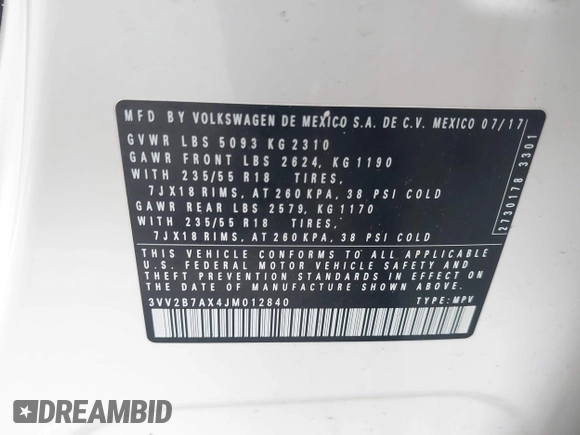 MFD BY VOLKSWAGEN DE MEXICO S.A. DE C.V. MEXICO 07/17
GVWR LBS 5093 KG 2310
GAWR FRONT LBS 2624, KG 1190
WITH 235/55 R18 TIRES,
7JX18 RIMS, AT 260 KPA, 38 PSI COLD
GAWR REAR LBS 2579, KG 1170
WITH 235/55 R18 TIRES,
7JX18 RIMS, AT 260 KPA, 38 PSI COLD
THIS VEHICLE CONFORMS TO ALL APPLICABLE
U.S. FEDERAL MOTOR VEHICLE SAFETY AND
THEFT PREVENTION STANDARDS IN EFFECT ON
THE DATE OF MANUFACTURE SHOWN ABOVE.
3VV2B7AX4JM012840 TYPE: MPV
2730178 3301
DREAMBID